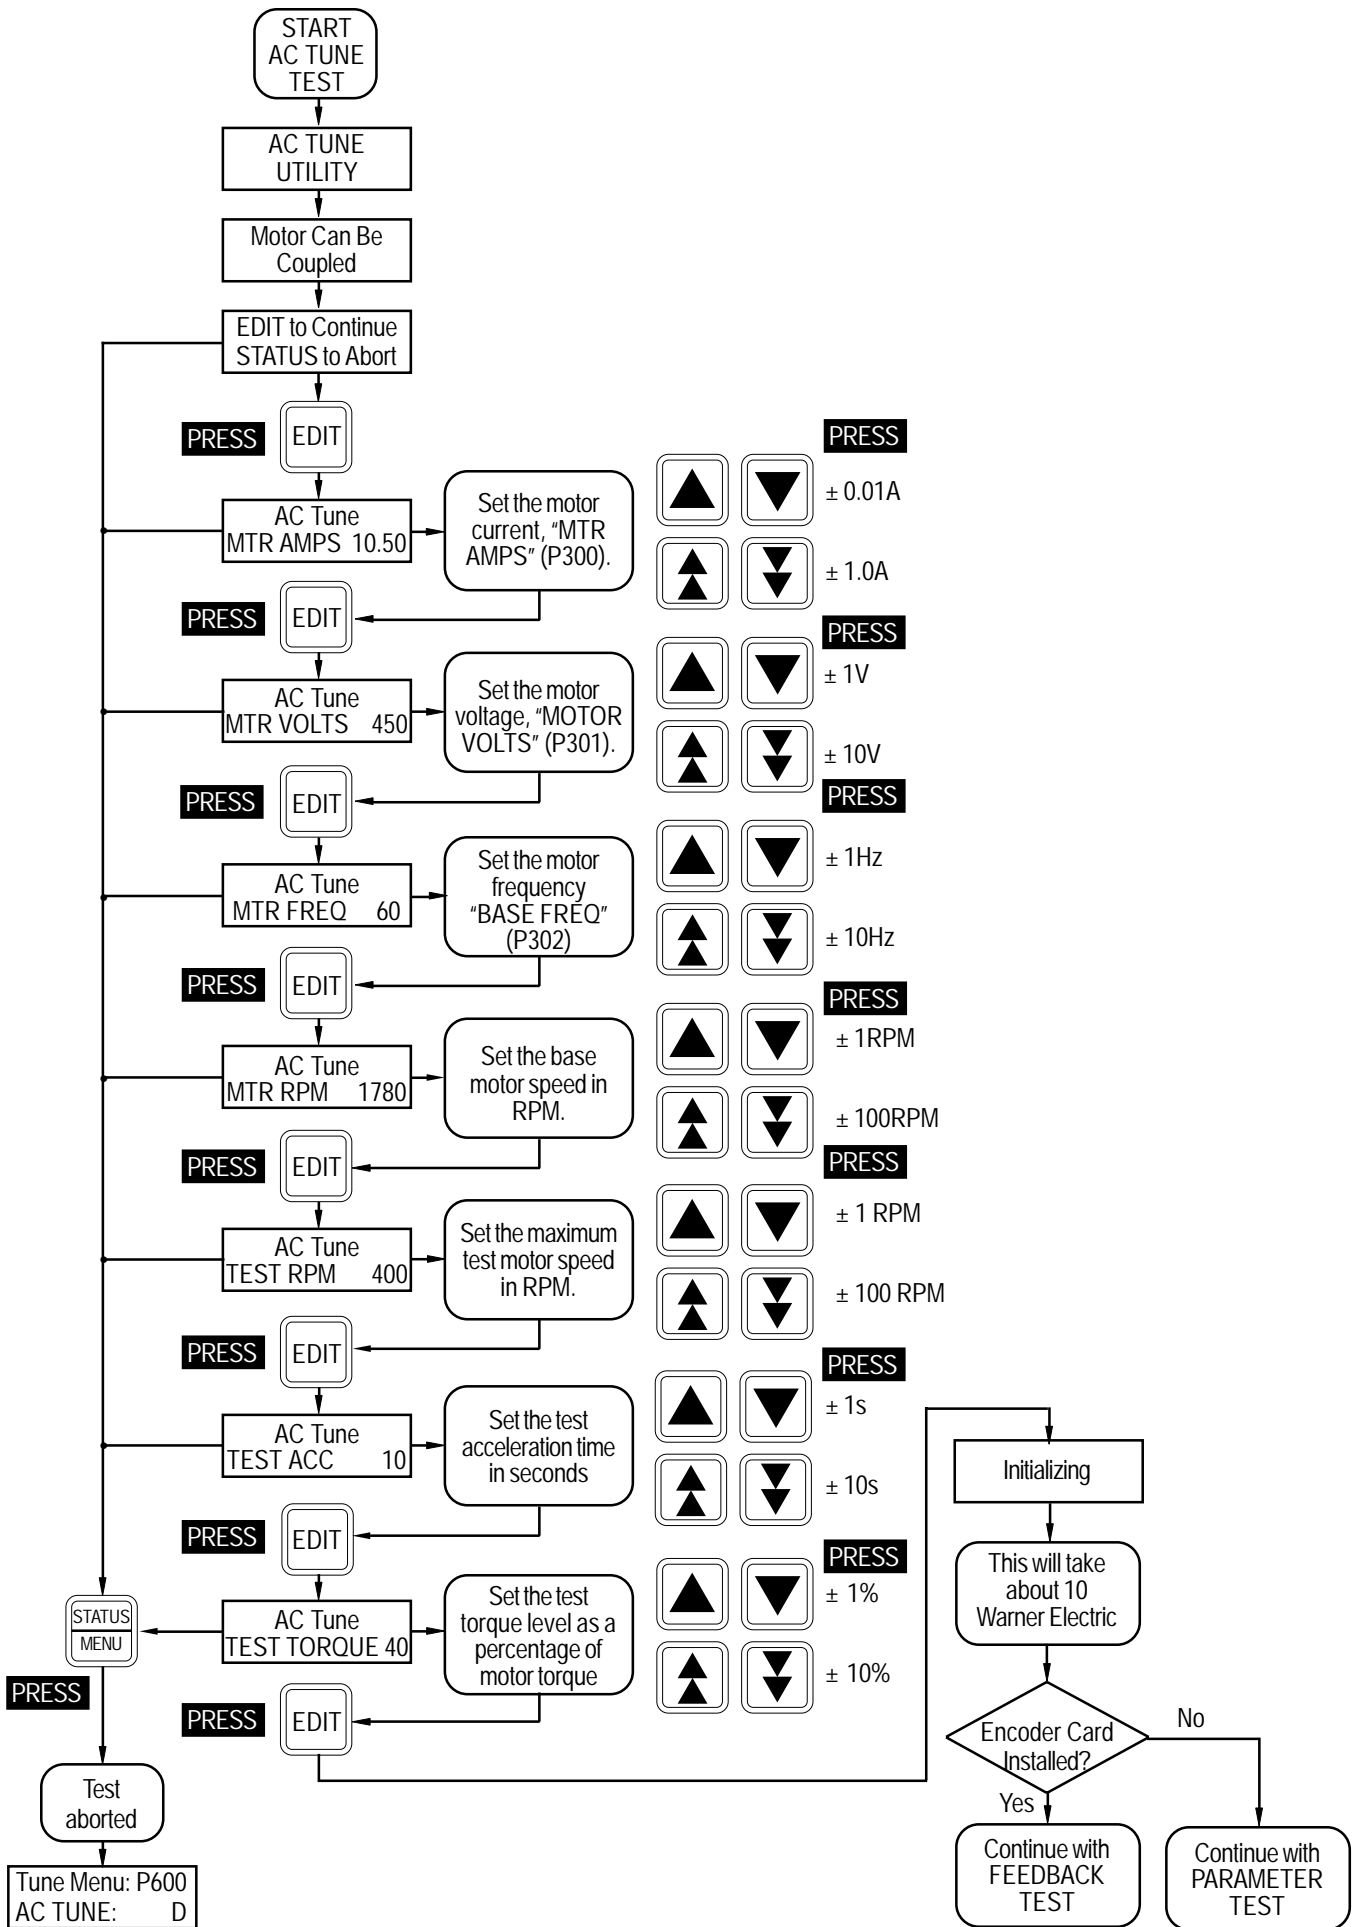 START
AC TUNE
TEST
AC TUNE
UTILITY
Motor Can Be
Coupled
EDIT to Continue
STATUS to Abort
PRESS
EDIT
AC Tune
MTR AMPS 10.50
Set the motor
current, “MTR
AMPS” (P300).
PRESS
± 0.01A
± 1.0A
PRESS
EDIT
AC Tune
MTR VOLTS 450
Set the motor
voltage, “MOTOR
VOLTS” (P301).
PRESS
± 1V
± 10V
PRESS
EDIT
AC Tune
MTR FREQ 60
Set the motor
frequency
“BASE FREQ”
(P302)
PRESS
± 1Hz
± 10Hz
PRESS
EDIT
AC Tune
MTR RPM 1780
Set the base
motor speed in
RPM.
PRESS
± 1RPM
± 100RPM
PRESS
EDIT
AC Tune
TEST RPM 400
Set the maximum
test motor speed
in RPM.
PRESS
± 1 RPM
± 100 RPM
PRESS
EDIT
AC Tune
TEST ACC 10
Set the test
acceleration time
in seconds
PRESS
± 1s
± 10s
PRESS
EDIT
AC Tune
TEST TORQUE 40
Set the test
torque level as a
percentage of
motor torque
PRESS
± 1%
± 10%
PRESS
EDIT
STATUS
MENU
PRESS
Test
aborted
Tune Menu: P600
AC TUNE: D
Initializing
This will take
about 10
Warner Electric
Encoder Card
Installed?
No
Yes
Continue with
FEEDBACK
TEST
Continue with
PARAMETER
TEST